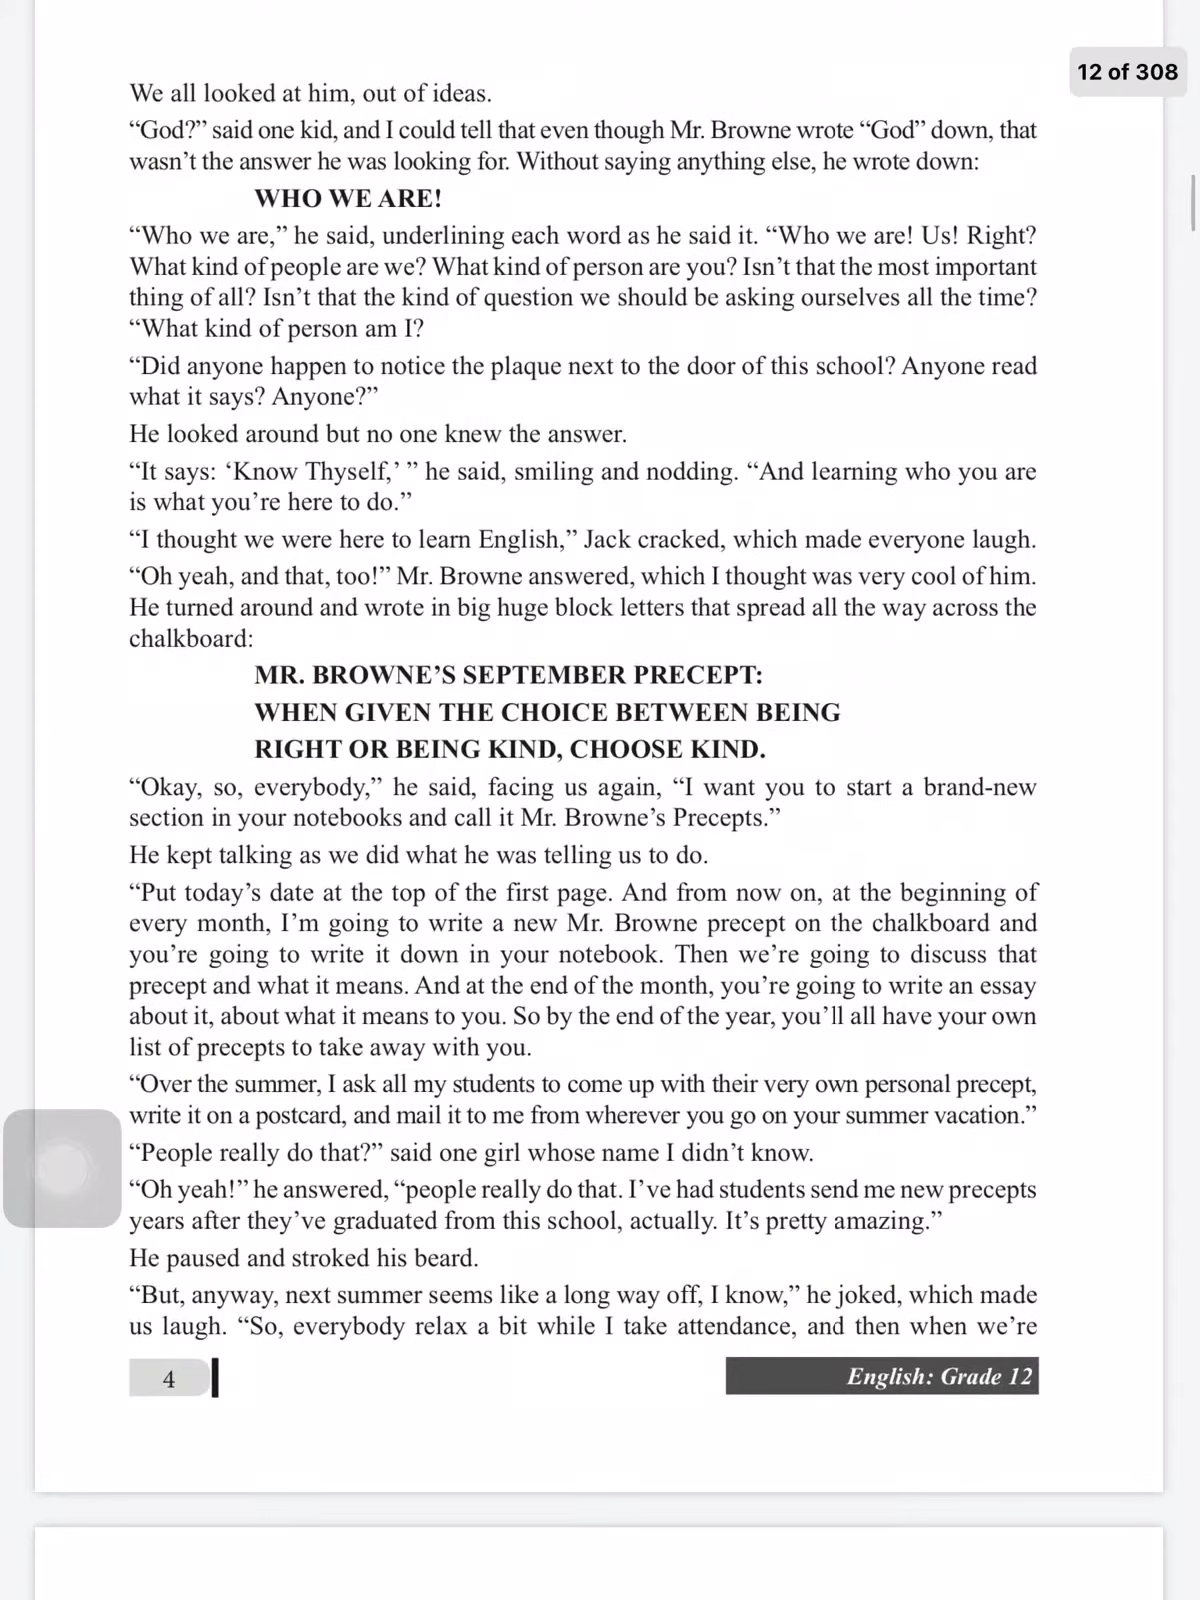 12 of 308
We all looked at him, out of ideas.
“God?” said one kid, and I could tell that even though Mr. Browne wrote “God” down, that
wasn’t the answer he was looking for. Without saying anything else, he wrote down:
WHO WE ARE!
“Who we are,” he said, underlining each word as he said it. “Who we are! Us! Right?
What kind of people are we? What kind of person are you? Isn’t that the most important
thing of all? Isn’t that the kind of question we should be asking ourselves all the time?
“What kind of person am I?
“Did anyone happen to notice the plaque next to the door of this school? Anyone read
what it says? Anyone?”
He looked around but no one knew the answer.
“It says: ‘Know Thyself,’ ” he said, smiling and nodding. “And learning who you are
is what you’re here to do.”
“I thought we were here to learn English,” Jack cracked, which made everyone laugh.
“Oh yeah, and that, too!” Mr. Browne answered, which I thought was very cool of him.
He turned around and wrote in big huge block letters that spread all the way across the
chalkboard:
MR. BROWNE’S SEPTEMBER PRECEPT:
WHEN GIVEN THE CHOICE BETWEEN BEING
RIGHT OR BEING KIND, CHOOSE KIND.
“Okay, so, everybody,” he said, facing us again, “I want you to start a brand-new
section in your notebooks and call it Mr. Browne’s Precepts.”
He kept talking as we did what he was telling us to do.
“Put today’s date at the top of the first page. And from now on, at the beginning of
every month, I’m going to write a new Mr. Browne precept on the chalkboard and
you’re going to write it down in your notebook. Then we’re going to discuss that
precept and what it means. And at the end of the month, you’re going to write an essay
about it, about what it means to you. So by the end of the year, you’ll all have your own
list of precepts to take away with you.
“Over the summer, I ask all my students to come up with their very own personal precept,
write it on a postcard, and mail it to me from wherever you go on your summer vacation.”
“People really do that?” said one girl whose name I didn’t know.
“Oh yeah!” he answered, “people really do that. I’ve had students send me new precepts
years after they’ve graduated from this school, actually. It’s pretty amazing.”
He paused and stroked his beard.
“But, anyway, next summer seems like a long way off, I know,” he joked, which made
us laugh. “So, everybody relax a bit while I take attendance, and then when we’re
4
English: Grade 12